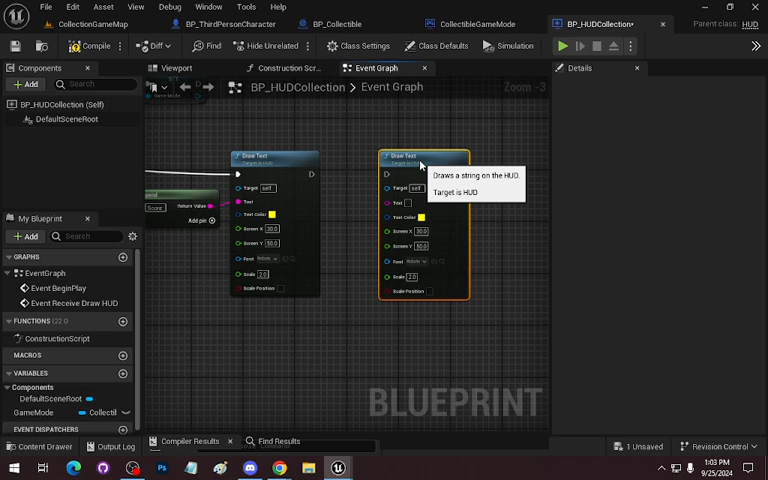 File Edit Asset View Debug Window Tools Help
CollectionGameMap BP_ThirdPersonCharacter BP_Collectible CollectibleGameMode BP_HUDCollection• Parent class: HUD
Compile Diff Find Hide Unrelated Class Settings Class Defaults Simulation
Components Viewport Construction Scr... Event Graph Details
+ Add Search
BP_HUDCollection > Event Graph Zoom -3
BP_HUDCollection (Self)
DefaultSceneRoot
Draw Text
Target is HUD
Target self
Text
Text Color
Screen X 30.0
Screen Y 50.0
Font Roboto
Scale 2.0
Scale Position
Draw Text
Target self
Text
Text Color
Screen X 30.0
Screen Y 50.0
Font Roboto
Scale 2.0
Scale Position
Draws a string on the HUD.
Target is HUD
Score: Return Value
Add pin
My Blueprint
+ Add Search
GRAPHS
EventGraph
Event BeginPlay
Event Receive Draw HUD
FUNCTIONS
ConstructionScript
MACROS
VARIABLES
Components
DefaultSceneRoot
GameMode Collecti
EVENT DISPATCHERS
BLUEPRINT
Compiler Results Find Results
Content Drawer Output Log 1 Unsaved Revision Control
1:03 PM
9/25/2024